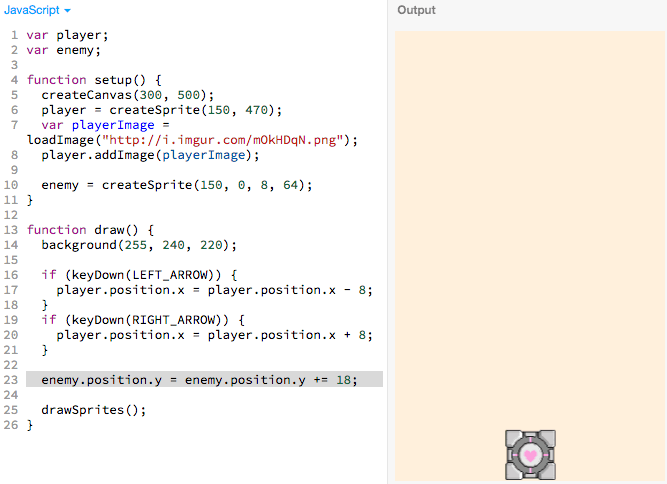 JavaScript
Output
1 var player;
2 var enemy;
3
4 function setup() {
5 createCanvas(300, 500);
6 player = createSprite(150, 470);
7 var playerImage =
loadImage("http://i.imgur.com/mOkHDqN.png");
8 player.addImage(playerImage);
9
10 enemy = createSprite(150, 0, 8, 64);
11 }
12
13 function draw() {
14 background(255, 240, 220);
15
16 if (keyDown(LEFT_ARROW)) {
17 player.position.x = player.position.x - 8;
18 }
19 if (keyDown(RIGHT_ARROW)) {
20 player.position.x = player.position.x + 8;
21 }
22
23 enemy.position.y = enemy.position.y += 18;
24
25 drawSprites();
26 }